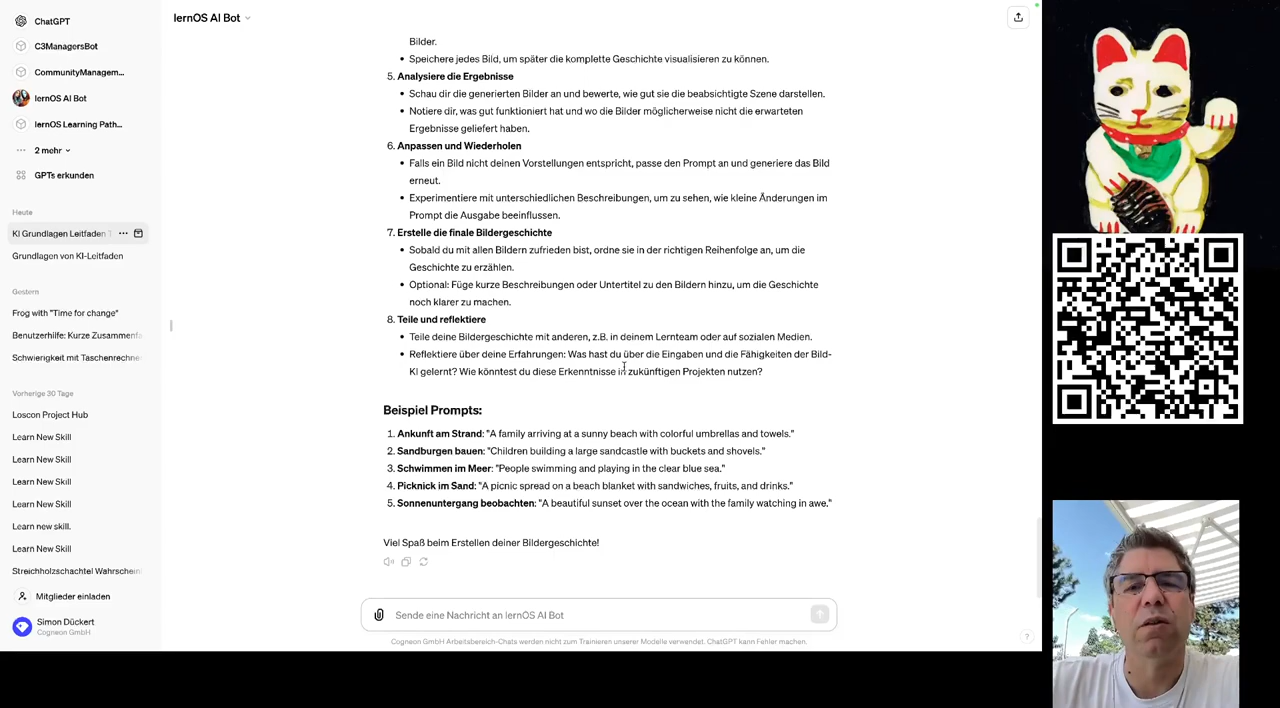 ChatGPT
C3ManagersBot
CommunityManagem...
lernOS AI Bot
lernOS Learning Path...
2 mehr
GPTs erkunden
Heute
KI Grundlagen Leitfaden
Grundlagen von KI-Leitfaden
Gestern
Frog with "Time for change"
Benutzerhilfe: Kurze Zusammenfa
Schwierigkeit mit Taschenrechne
Vorherige 30 Tage
Loscon Project Hub
Learn New Skill
Learn New Skill
Learn New Skill
Learn New Skill
Learn new skill.
Learn New Skill
Streichholzschachtel Wahrschein
Mitglieder einladen
Simon Dückert
Cogneon GmbH
lernOS AI Bot
Bilder.
• Speichere jedes Bild, um später die komplette Geschichte visualisieren zu können.
5. Analysiere die Ergebnisse
• Schau dir die generierten Bilder an und bewerte, wie gut sie die beabsichtigte Szene darstellen.
• Notiere dir, was gut funktioniert hat und wo die Bilder möglicherweise nicht die erwarteten
Ergebnisse geliefert haben.
6. Anpassen und Wiederholen
• Falls ein Bild nicht deinen Vorstellungen entspricht, passe den Prompt an und generiere das Bild
erneut.
• Experimentiere mit unterschiedlichen Beschreibungen, um zu sehen, wie kleine Änderungen im
Prompt die Ausgabe beeinflussen.
7. Erstelle die finale Bildergeschichte
• Sobald du mit allen Bildern zufrieden bist, ordne sie in der richtigen Reihenfolge an, um die
Geschichte zu erzählen.
• Optional: Füge kurze Beschreibungen oder Untertitel zu den Bildern hinzu, um die Geschichte
noch klarer zu machen.
8. Teile und reflektiere
• Teile deine Bildergeschichte mit anderen, z.B. in deinem Lernteam oder auf sozialen Medien.
• Reflektiere über deine Erfahrungen: Was hast du über die Eingaben und die Fähigkeiten der Bild-
KI gelernt? Wie könntest du diese Erkenntnisse in zukünftigen Projekten nutzen?
Beispiel Prompts:
1. Ankunft am Strand: "A family arriving at a sunny beach with colorful umbrellas and towels."
2. Sandburgen bauen: "Children building a large sandcastle with buckets and shovels."
3. Schwimmen im Meer: "People swimming and playing in the clear blue sea."
4. Picknick im Sand: "A picnic spread on a beach blanket with sandwiches, fruits, and drinks."
5. Sonnenuntergang beobachten: "A beautiful sunset over the ocean with the family watching in awe."
Viel Spaß beim Erstellen deiner Bildergeschichte!
Sende eine Nachricht an lernOS AI Bot
Cogneon GmbH Arbeitsbereich-Chats werden nicht zum Trainieren unserer Modelle verwendet. ChatGPT kann Fehler machen.
?